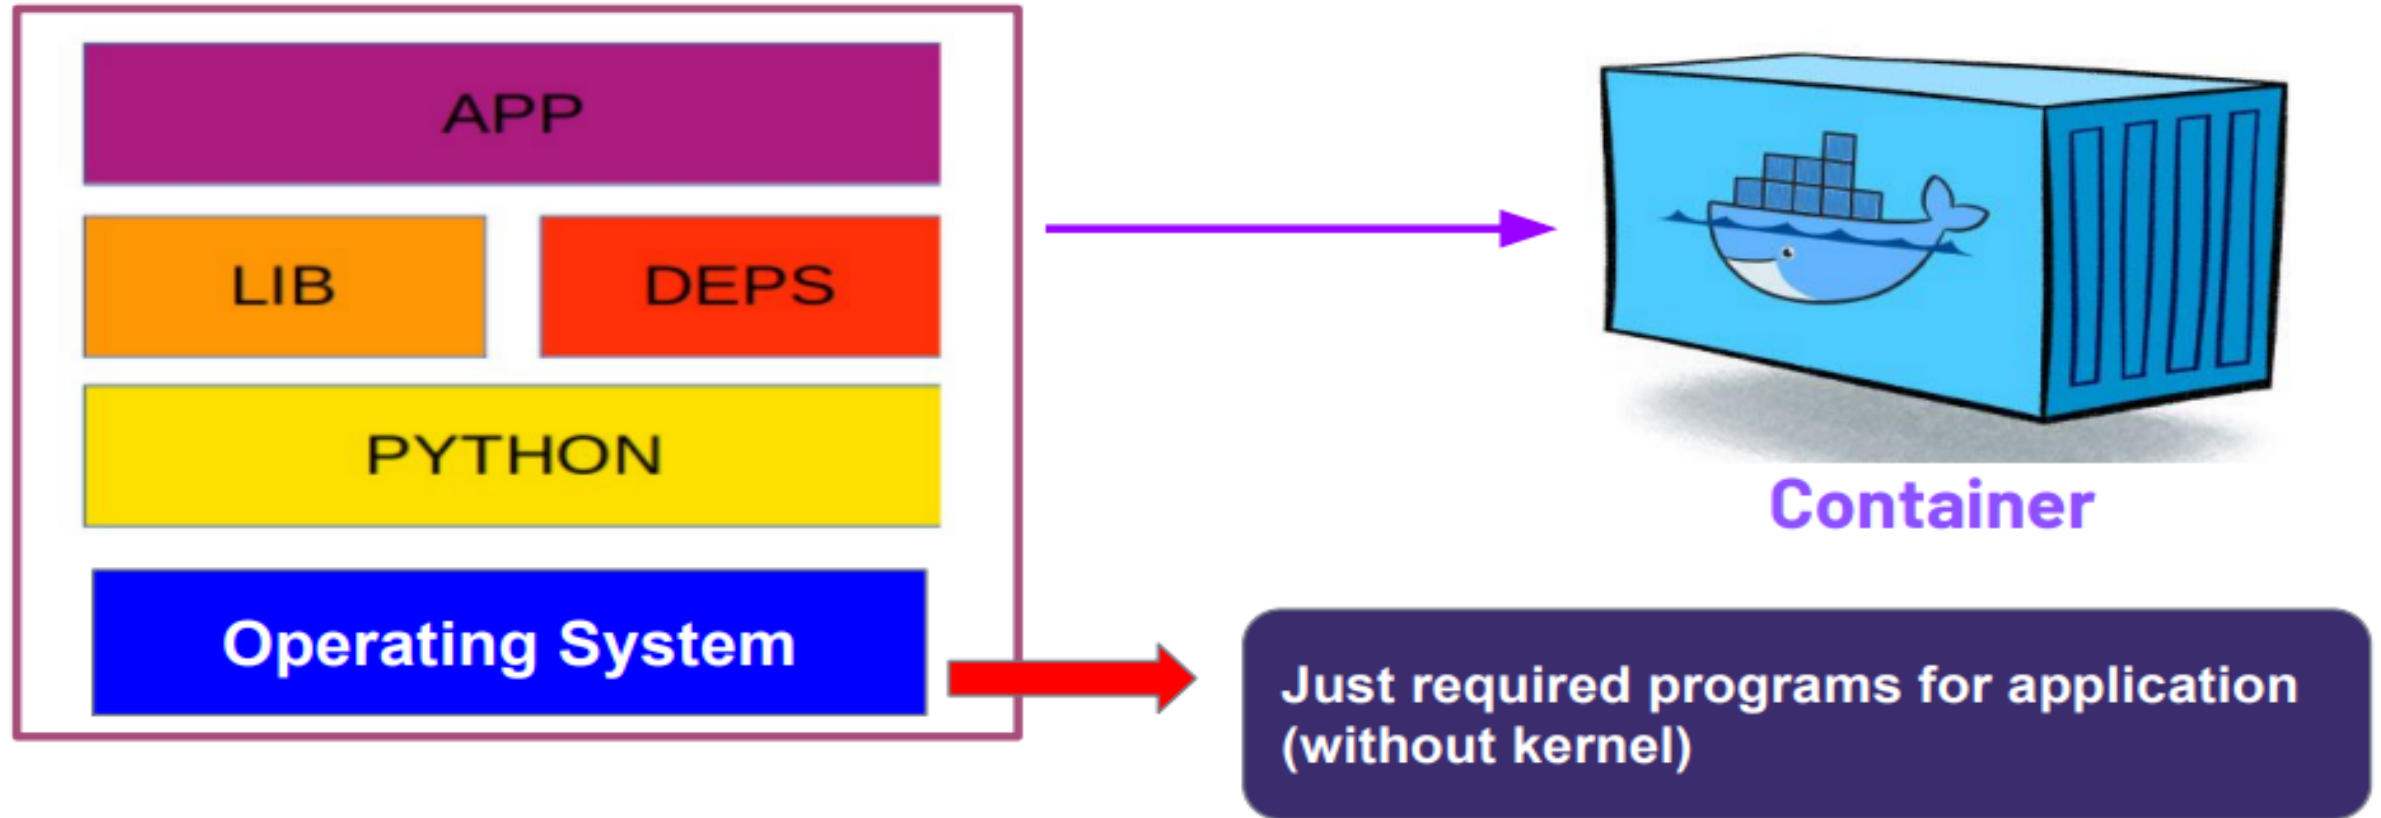 APP
LIB
DEPS
PYTHON
Operating System
Container
Just required programs for application
(without kernel)